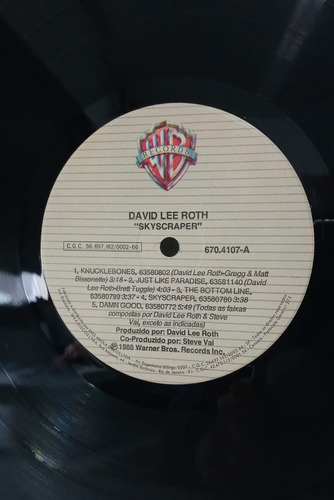 W
RECORDS
DAVID LEE ROTH
"SKYSCRAPER"
C.G.C. 56 697.162/0002-66
670.4107-A
1, KNUCKLEBONES, 63580802 (David Lee Roth-Gregg & Matt
Bissonette) 3:18 - 2, JUST LIKE PARADISE, 63581140 (David
Lee Roth-Brett Toggle) 4:03 - 3, THE BOTTOM LINE,
63580799 3:37 - 4, SKYSCRAPER, 63580780 3:38
5, DAMN GOOD, 63580772 5:49 (Todas as faixas
compostas por David Lee Roth & Steve
Vai, exceto as indicadas)
Produzido por: David Lee Roth
Co-Produzido por: Steve Vai
℗1988 Warner Bros. Records Inc.